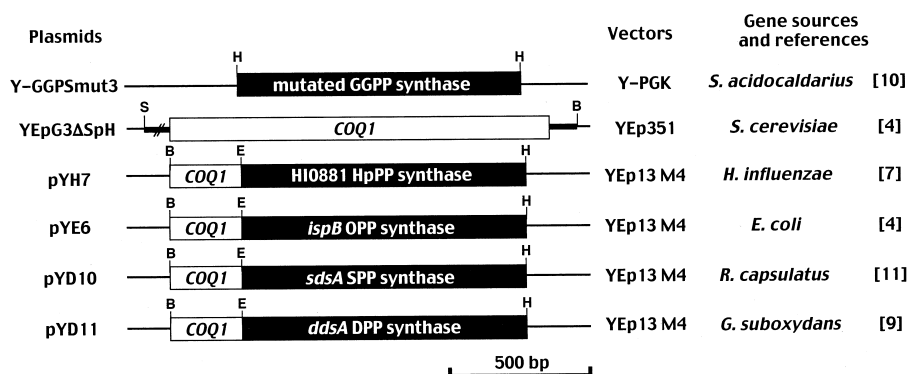 Plasmids Vectors Gene sources
and references
H H
Y-GGPSmut3 mutated GGPP synthase Y-PGK S. acidocaldarius [10]
S B
YEpG3ΔSpH COQ1 YEp351 S. cerevisiae [4]
B E H
pYH7 COQ1 HI0881 HpPP synthase YEp13 M4 H. influenzae [7]
B E H
pYE6 COQ1 ispB OPP synthase YEp13 M4 E. coli [4]
B E H
pYD10 COQ1 sdsA SPP synthase YEp13 M4 R. capsulatus [11]
B E H
pYD11 COQ1 ddsA DPP synthase YEp13 M4 G. suboxydans [9]
500 bp